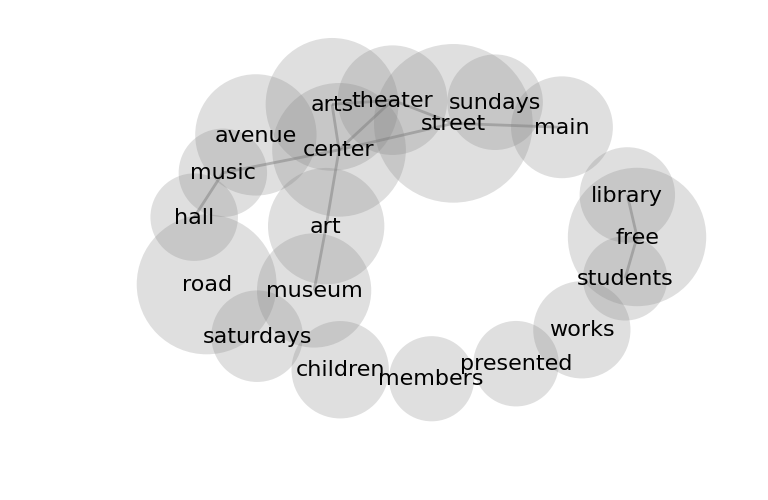 arts
theater
sundays
street
main
avenue
center
music
library
hall
art
free
students
road
museum
works
saturdays
presented
children
members